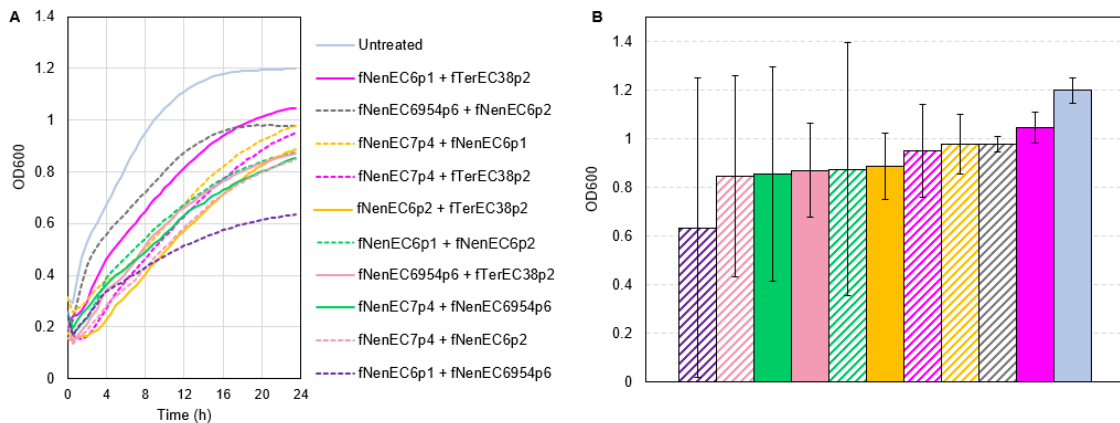 A
OD600
1.4
1.2
1
0.8
0.6
0.4
0.2
0
0 4 8 12 16 20 24
Time (h)
Untreated
fNenEC6p1 + fTerEC38p2
fNenEC6954p6 + fNenEC6p2
fNenEC7p4 + fNenEC6p1
fNenEC7p4 + fTerEC38p2
fNenEC6p2 + fTerEC38p2
fNenEC6p1 + fNenEC6p2
fNenEC6954p6 + fTerEC38p2
fNenEC7p4 + fNenEC6954p6
fNenEC7p4 + fNenEC6p2
fNenEC6p1 + fNenEC6954p6
B
OD600
1.4
1.2
1
0.8
0.6
0.4
0.2
0